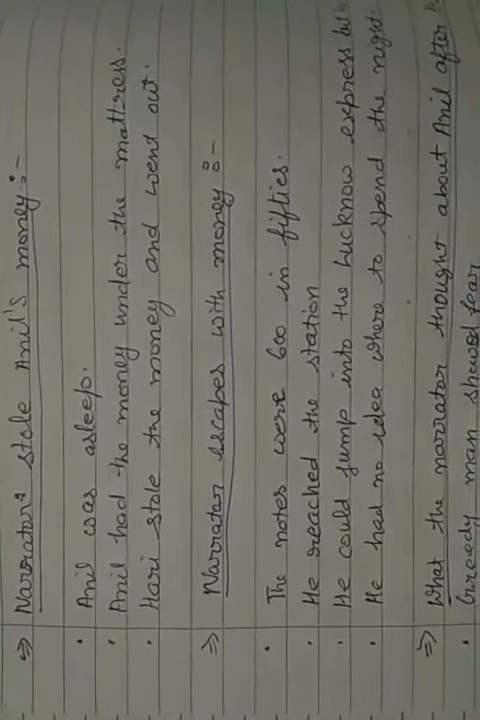 ⇒ Narrator stole Anil's money:-
• Anil was asleep.
• Anil had the money under the mattress.
• Hari stole the money and went out.
⇒ Narrator escapes with money :-
• The notes were 600 in fifties.
• He reached the station
• He could jump into the Lucknow express but
• He had no idea where to spend the night.
⇒ What the narrator thought about Anil after
• Greedy man showed fear